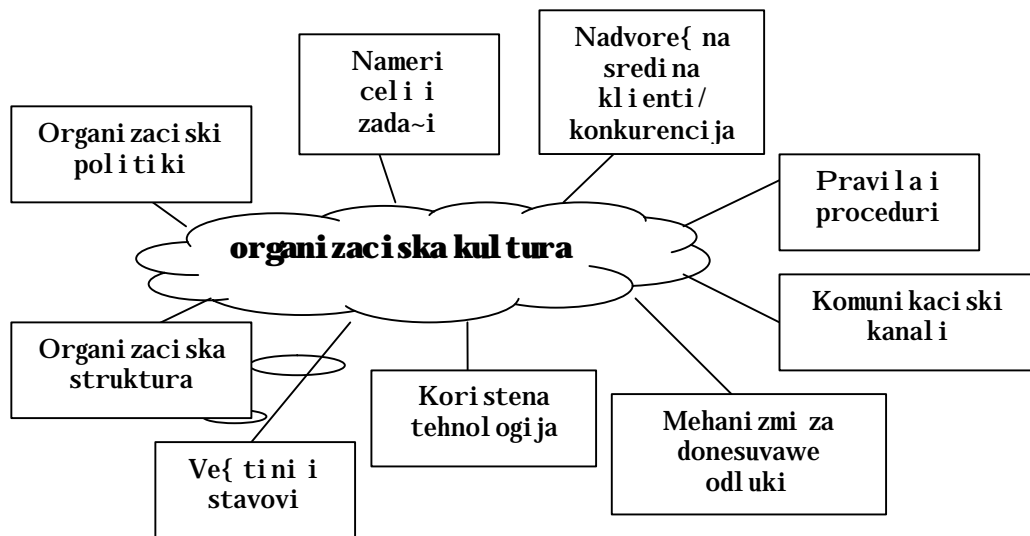 Nameri
celi i
zada~i
Nadvore{na
sredina
klienti/
konkurencija
Organizaciski
politiki
Pravila i
proceduri
organizaciska kultura
Komunikaciski
kanali
Organizaciska
struktura
Koristena
tehnologija
Mehanizmi za
donesuvawe
odluki
Ve{tini i
stavovi